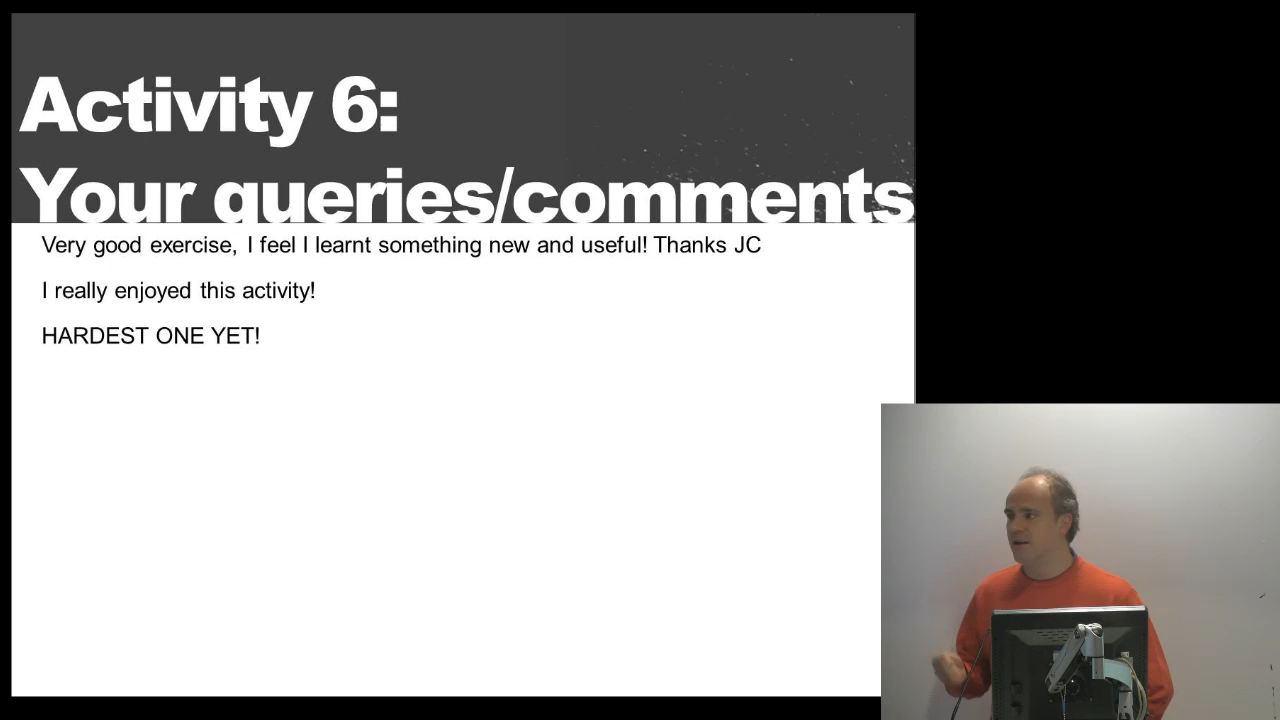 Activity 6:
Your queries/comments
Very good exercise, I feel I learnt something new and useful! Thanks JC
I really enjoyed this activity!
HARDEST ONE YET!